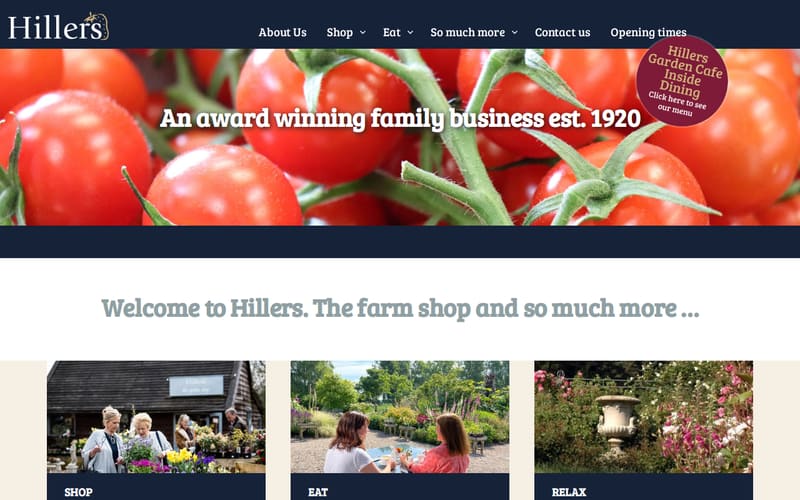 Hillers
About Us Shop Eat So much more Contact us Opening times
Hillers
Garden Cafe
Inside
Dining
Click here to see
our menu
An award winning family business est. 1920
Welcome to Hillers. The farm shop and so much more ...
SHOP EAT RELAX